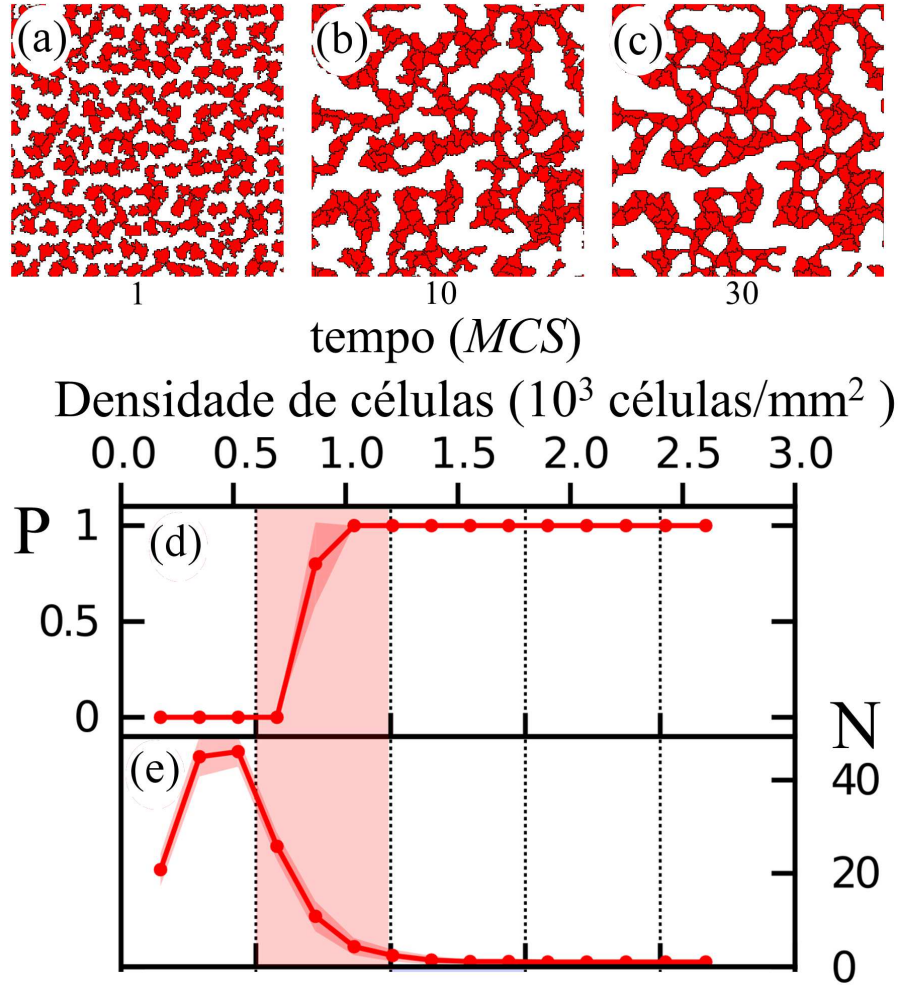 (a) (b) (c)
1 10 30
tempo (MCS)
Densidade de células (10³ células/mm² )
0.0 0.5 1.0 1.5 2.0 2.5 3.0
P 1 (d)
0.5
0 N
(e) 40
20
0